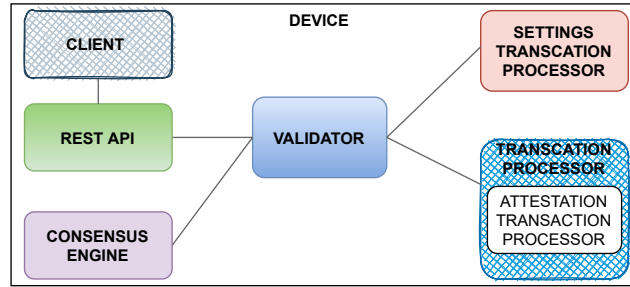 DEVICE
CLIENT
REST API
CONSENSUS
ENGINE
VALIDATOR
SETTINGS
TRANSCATION
PROCESSOR
TRANSCATION
PROCESSOR
ATTESTATION
TRANSACTION
PROCESSOR